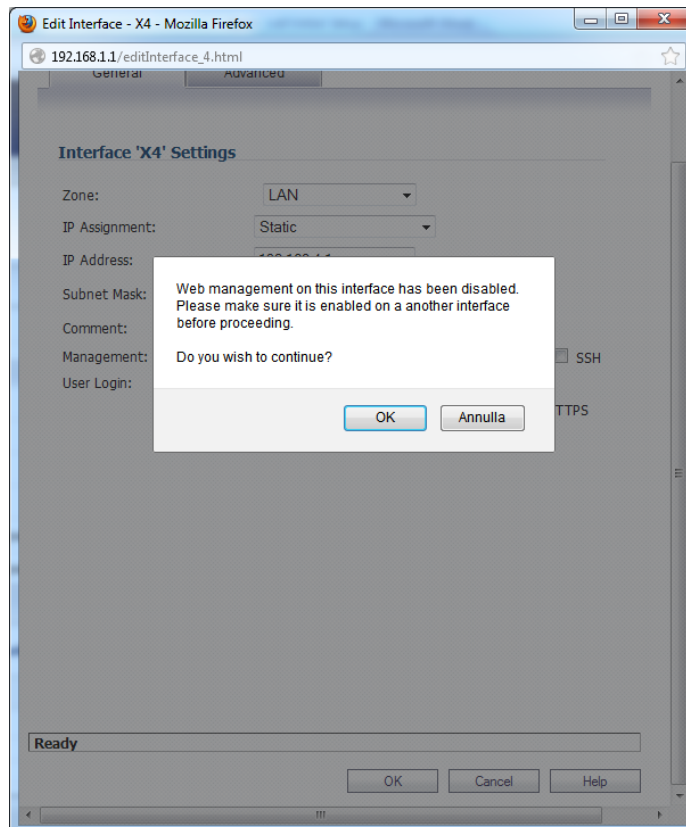 Edit Interface - X4 - Mozilla Firefox
192.168.1.1/editInterface_4.html
General Advanced
Interface 'X4' Settings
Zone: LAN
IP Assignment: Static
IP Address:
Subnet Mask:
Comment:
Management: SSH
User Login:
TTPS
Web management on this interface has been disabled.
Please make sure it is enabled on a another interface
before proceeding.
Do you wish to continue?
OK Annulla
Ready
OK Cancel Help